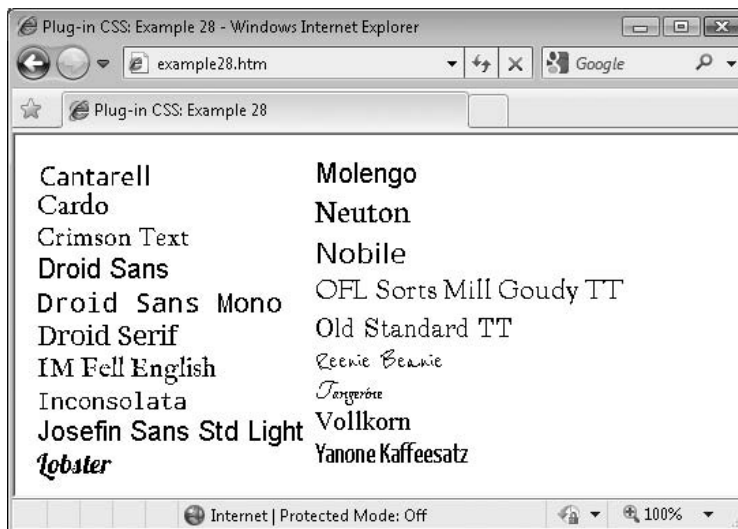 Plug-in CSS: Example 28 - Windows Internet Explorer
example28.htm
Google
Plug-in CSS: Example 28
Cantarell
Cardo
Crimson Text
Droid Sans
Droid Sans Mono
Droid Serif
IM Fell English
Inconsolata
Josefin Sans Std Light
Lobster
Molengo
Neuton
Nobile
OFL Sorts Mill Goudy TT
Old Standard TT
Reenie Beanie
Tangerine
Vollkorn
Yanone Kaffeesatz
Internet | Protected Mode: Off
100%